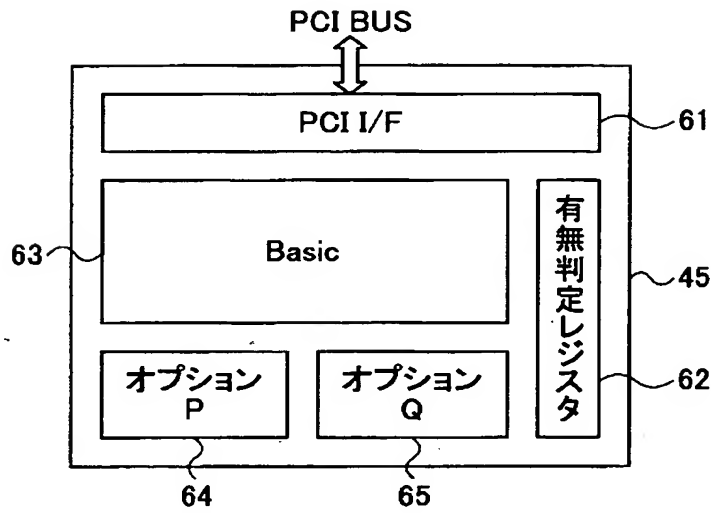 PCI BUS
PCI I/F
61
63
Basic
有無判定レジスタ
45
オプション
P
オプション
Q
62
64
65